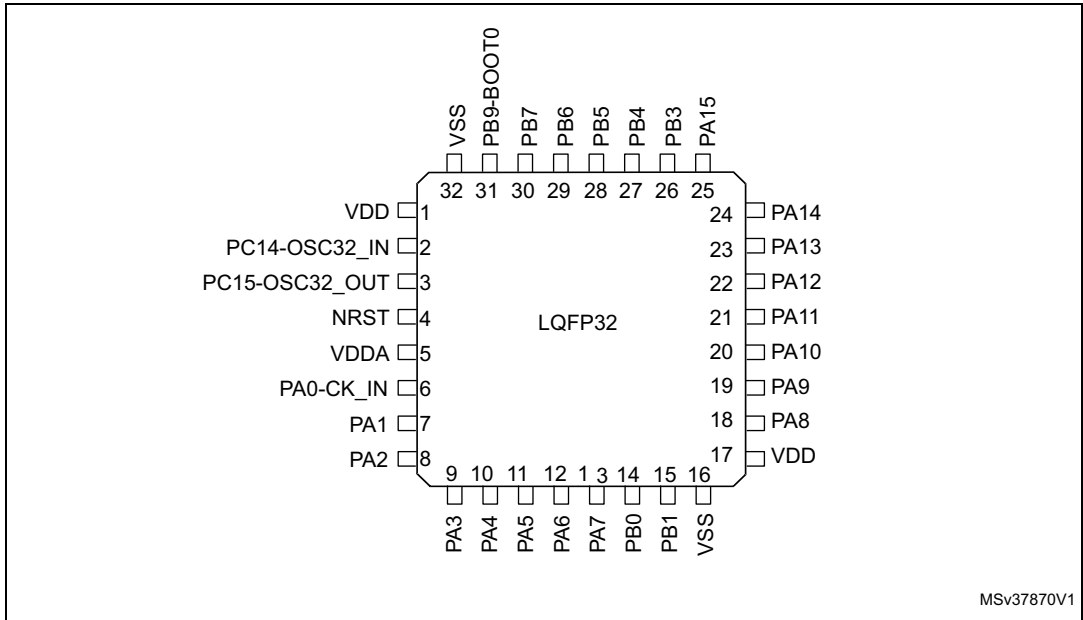 VSS
PB9-BOOT0
PB7
PB6
PB5
PB4
PB3
PA15
32 31 30 29 28 27 26 25
VDD 1 24 PA14
PC14-OSC32_IN 2 23 PA13
PC15-OSC32_OUT 3 22 PA12
NRST 4 LQFP32 21 PA11
VDDA 5 20 PA10
PA0-CK_IN 6 19 PA9
PA1 7 18 PA8
PA2 8 17 VDD
9 10 11 12 1 3 14 15 16
PA3
PA4
PA5
PA6
PA7
PB0
PB1
VSS
MSv37870V1